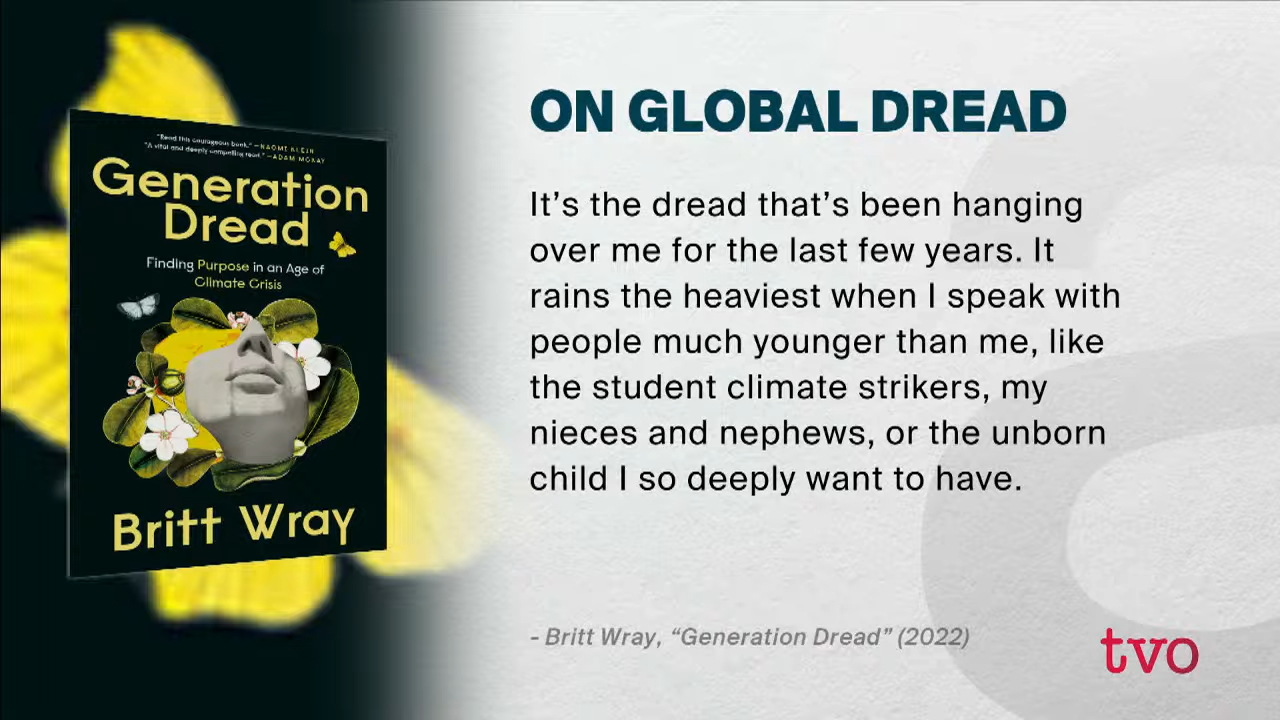 "Read this courageous book." —NAOMI KLEIN
"A vital and deeply compelling read." —ADAM MCKAY
Generation
Dread
Finding Purpose in an Age of
Climate Crisis
Britt Wray
ON GLOBAL DREAD
It’s the dread that’s been hanging
over me for the last few years. It
rains the heaviest when I speak with
people much younger than me, like
the student climate strikers, my
nieces and nephews, or the unborn
child I so deeply want to have.
- Britt Wray, “Generation Dread” (2022)
tvo